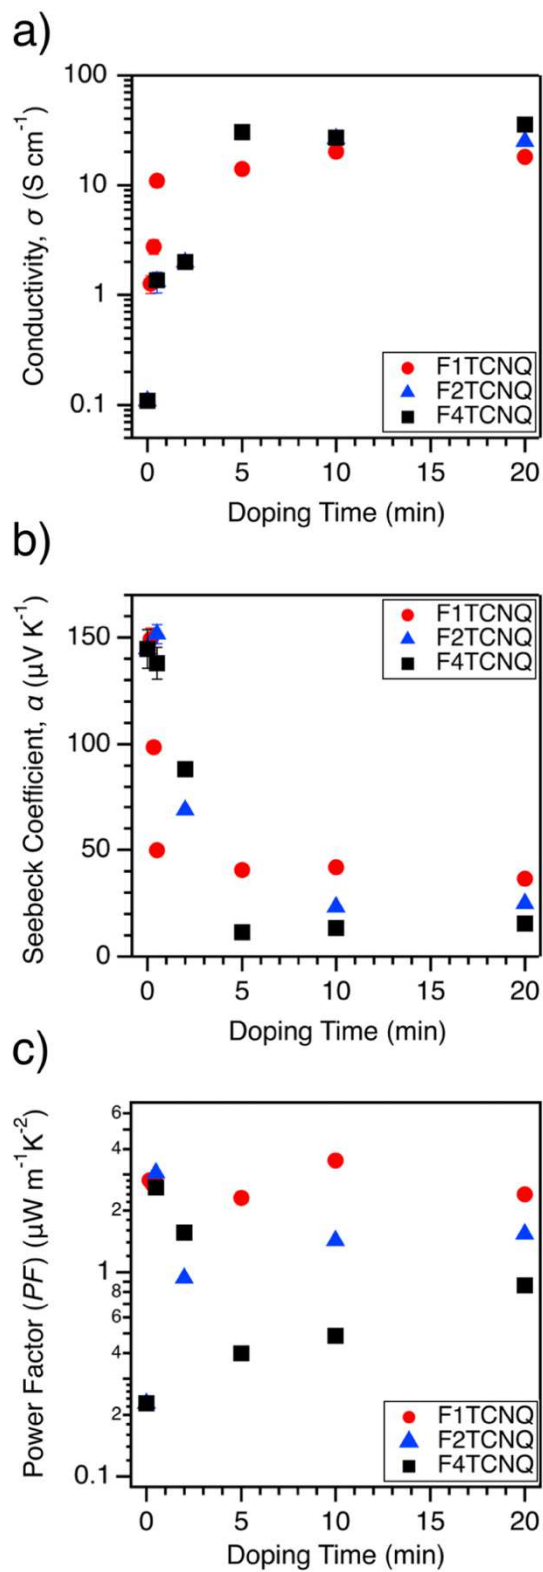 a)
100
10
1
0.1
Conductivity, σ (S cm⁻¹)
F1TCNQ
F2TCNQ
F4TCNQ
0 5 10 15 20
Doping Time (min)
b)
150
100
50
0
Seebeck Coefficient, α (µV K⁻¹)
F1TCNQ
F2TCNQ
F4TCNQ
0 5 10 15 20
Doping Time (min)
c)
6
4
2
1
8
6
4
2
0.1
Power Factor (PF) (µW m⁻¹K⁻²)
F1TCNQ
F2TCNQ
F4TCNQ
0 5 10 15 20
Doping Time (min)